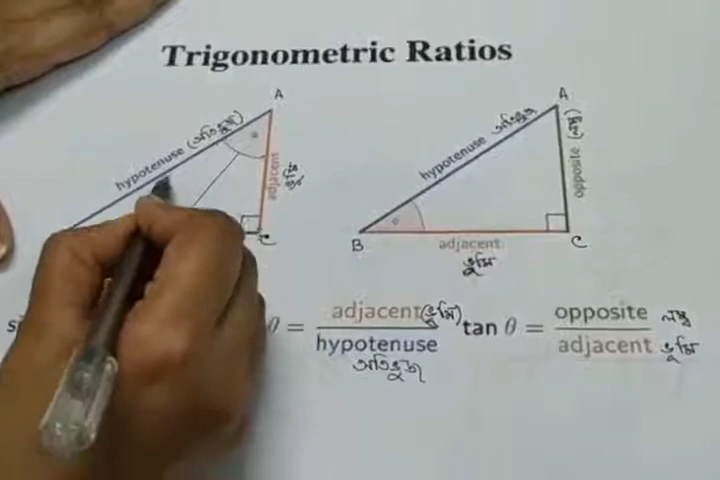 Trigonometric Ratios
A
hypotenuse (অতিভুজ)
θ
adjacent
ভূমি
C
A
hypotenuse অতিভুজ
opposite (লম্ব)
θ
B
adjacent
C
ভূমি
θ = adjacent (ভূমি)
hypotenuse
অতিভুজ
tan θ = opposite লম্ব
adjacent ভূমি